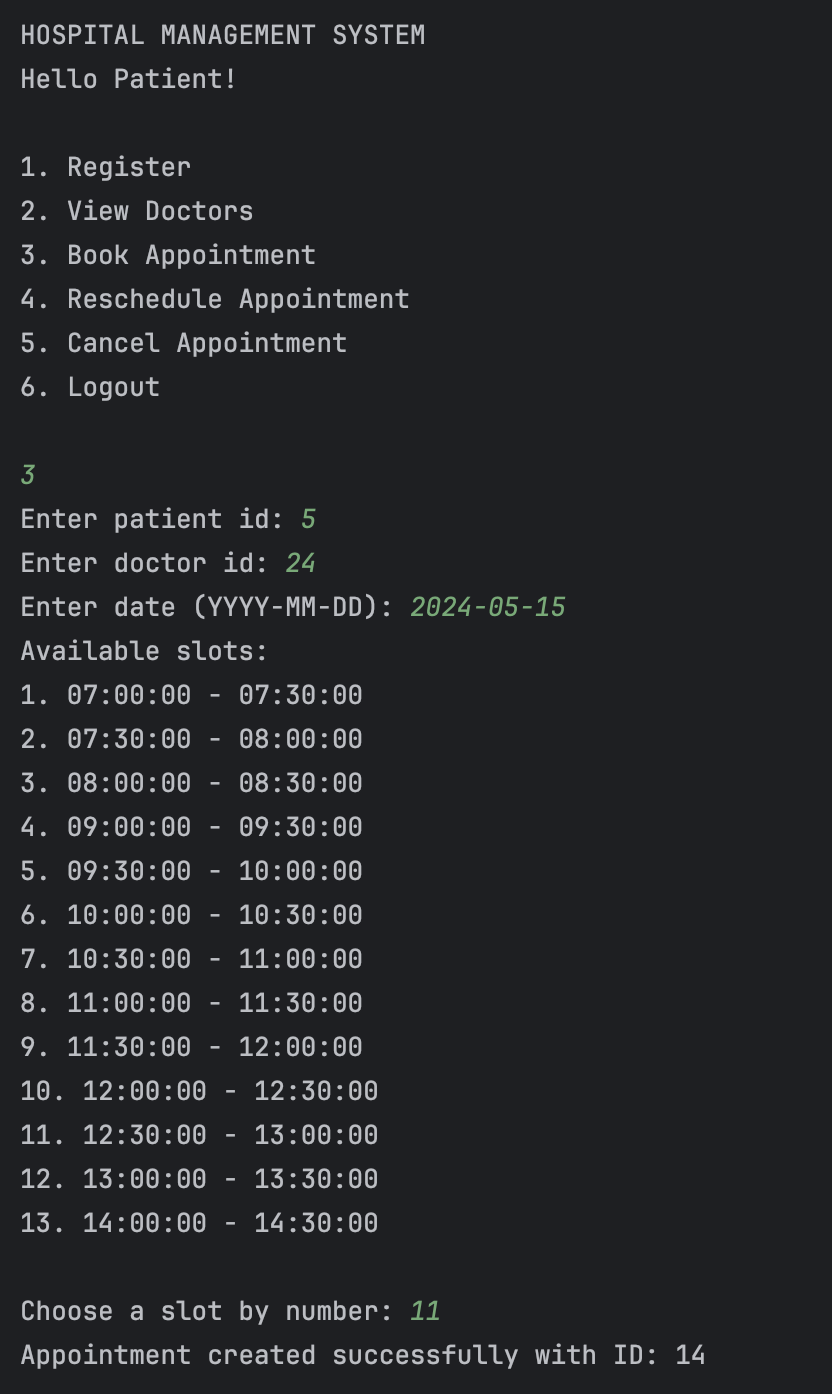 HOSPITAL MANAGEMENT SYSTEM
Hello Patient!
1. Register
2. View Doctors
3. Book Appointment
4. Reschedule Appointment
5. Cancel Appointment
6. Logout
3
Enter patient id: 5
Enter doctor id: 24
Enter date (YYYY-MM-DD): 2024-05-15
Available slots:
1. 07:00:00 - 07:30:00
2. 07:30:00 - 08:00:00
3. 08:00:00 - 08:30:00
4. 09:00:00 - 09:30:00
5. 09:30:00 - 10:00:00
6. 10:00:00 - 10:30:00
7. 10:30:00 - 11:00:00
8. 11:00:00 - 11:30:00
9. 11:30:00 - 12:00:00
10. 12:00:00 - 12:30:00
11. 12:30:00 - 13:00:00
12. 13:00:00 - 13:30:00
13. 14:00:00 - 14:30:00
Choose a slot by number: 11
Appointment created successfully with ID: 14